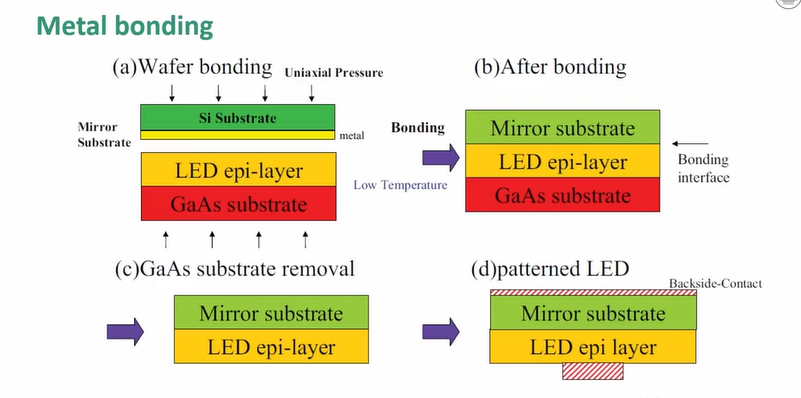 Metal bonding
(a)Wafer bonding
Uniaxial Pressure
Si Substrate
Mirror
Substrate
metal
LED epi-layer
GaAs substrate
(b)After bonding
Bonding
Low Temperature
Mirror substrate
LED epi-layer
GaAs substrate
Bonding
interface
(c)GaAs substrate removal
Mirror substrate
LED epi-layer
(d)patterned LED
Backside-Contact
Mirror substrate
LED epi layer